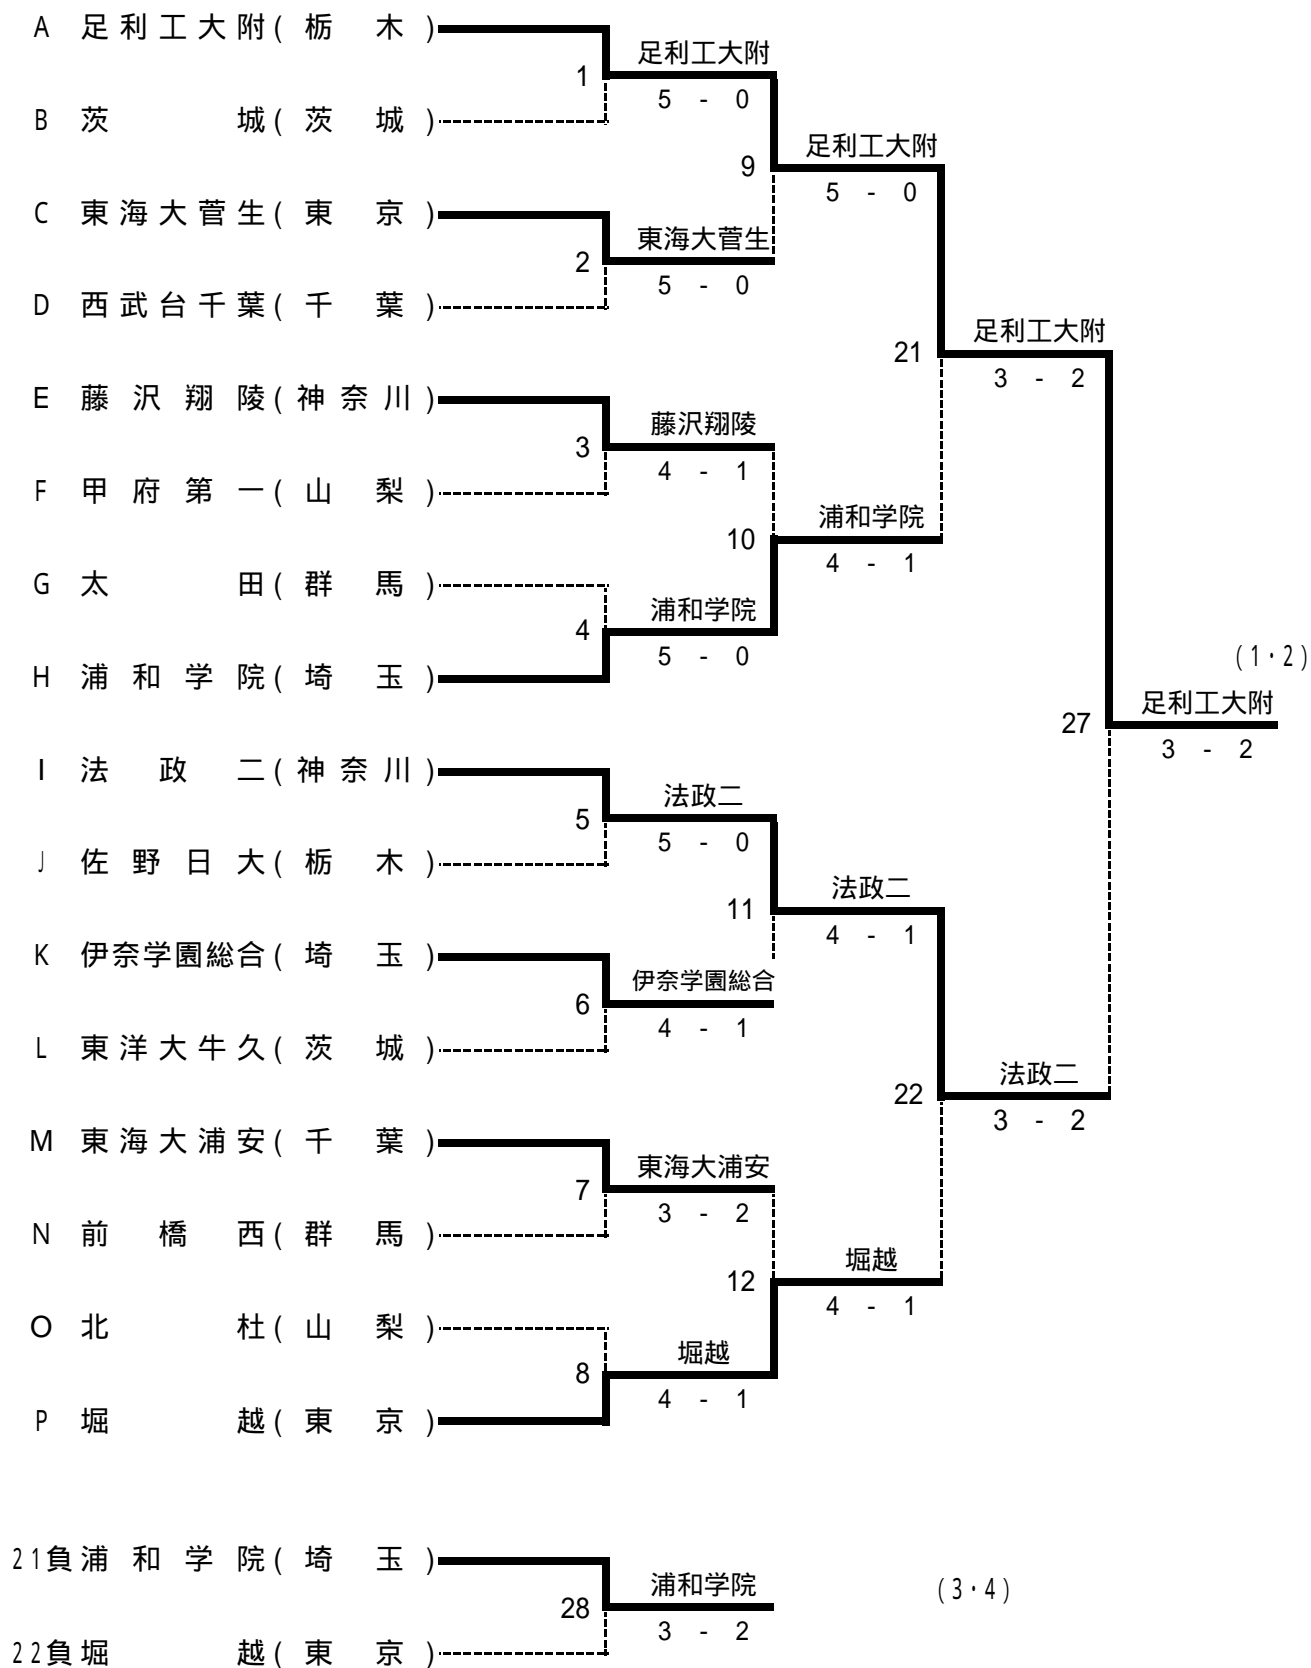 A 足利工大附(栃木)
足利工大附
1
5 - 0
B 茨城(茨城)
足利工大附
9
5 - 0
C 東海大菅生(東京)
東海大菅生
2
5 - 0
D 西武台千葉(千葉)
足利工大附
21
3 - 2
E 藤沢翔陵(神奈川)
藤沢翔陵
3
4 - 1
F 甲府第一(山梨)
浦和学院
10
4 - 1
G 太田(群馬)
浦和学院
4
5 - 0
(1・2)
H 浦和学院(埼玉)
足利工大附
27
3 - 2
I 法政二(神奈川)
法政二
5
5 - 0
J 佐野日大(栃木)
法政二
11
4 - 1
K 伊奈学園総合(埼玉)
伊奈学園総合
6
4 - 1
L 東洋大牛久(茨城)
法政二
22
3 - 2
M 東海大浦安(千葉)
東海大浦安
7
3 - 2
N 前橋西(群馬)
堀越
12
4 - 1
O 北杜(山梨)
堀越
8
4 - 1
P 堀越(東京)
21負 浦和学院(埼玉)
浦和学院
(3・4)
28
3 - 2
22負 堀越(東京)